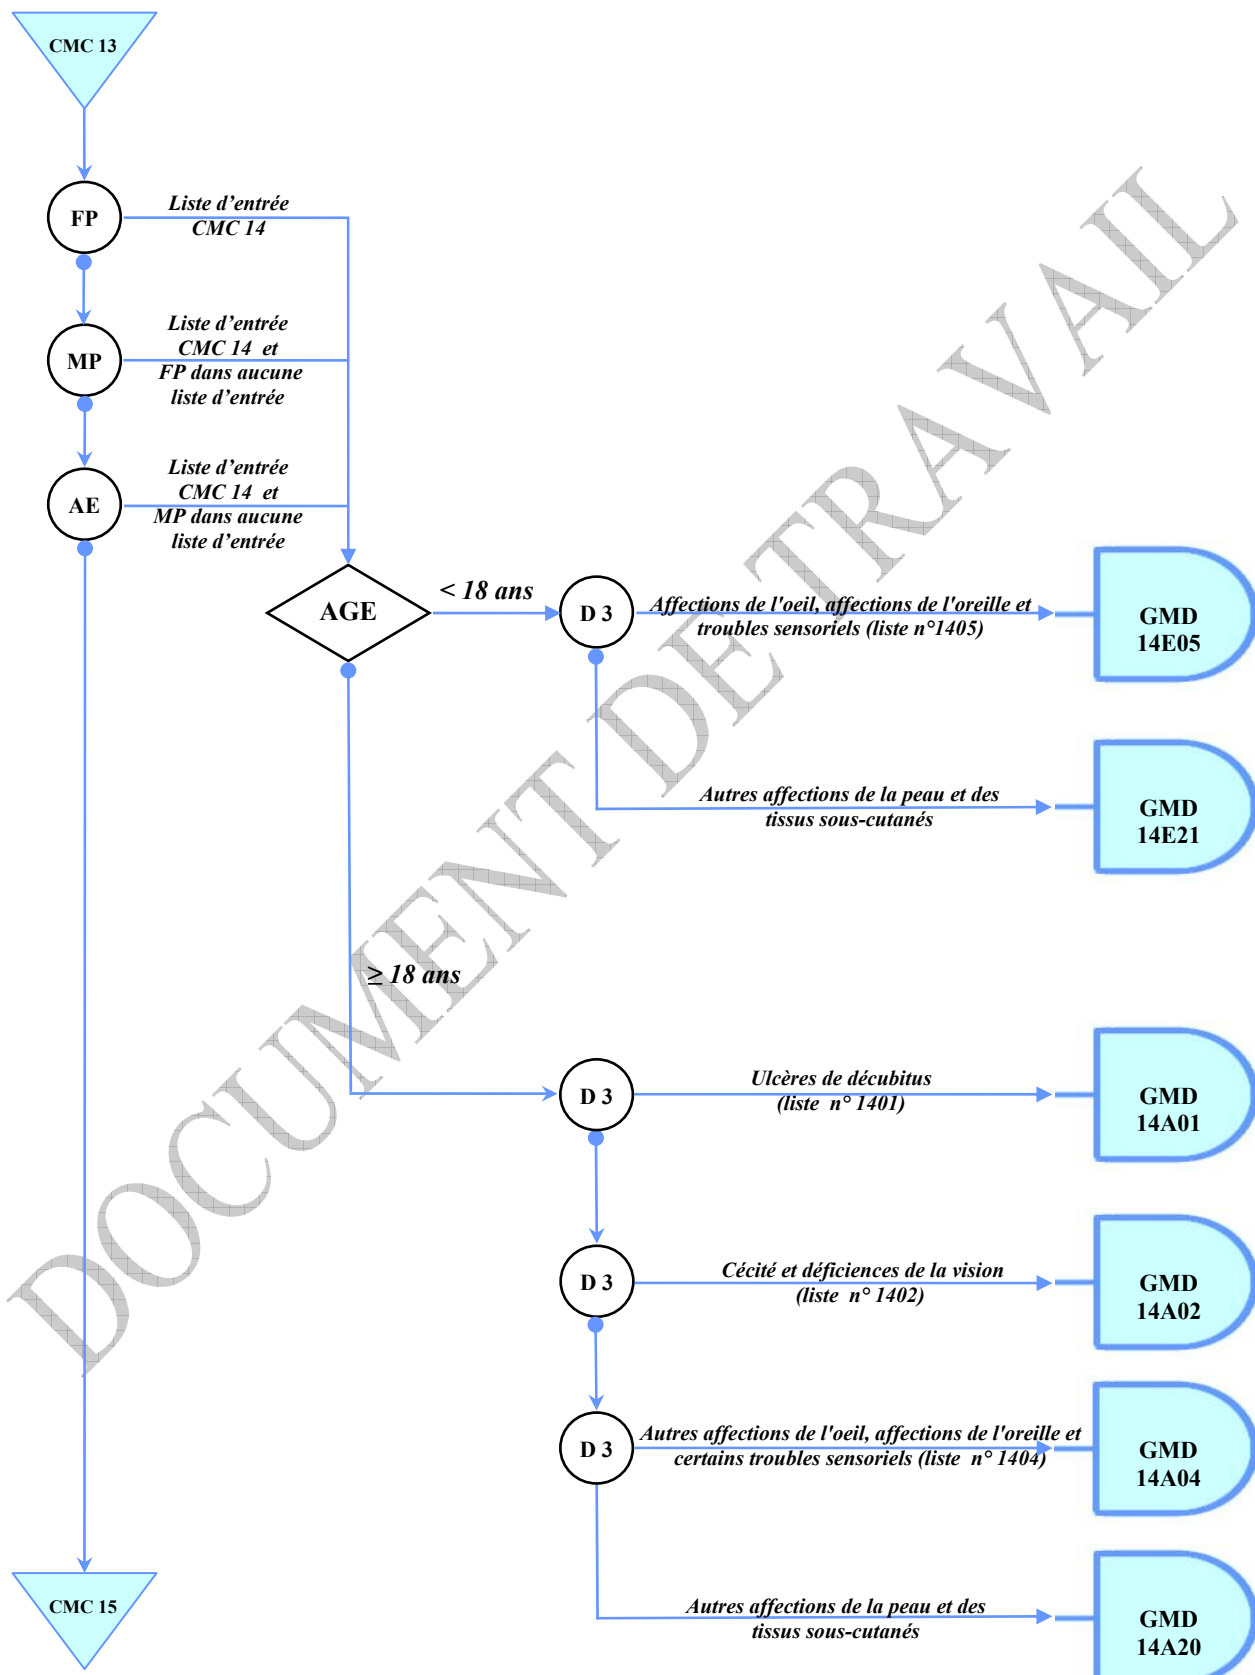 CMC 13
FP
Liste d'entrée
CMC 14
MP
Liste d'entrée
CMC 14 et
FP dans aucune
liste d'entrée
AE
Liste d'entrée
CMC 14 et
MP dans aucune
liste d'entrée
AGE
< 18 ans
D 3
Affections de l'oeil, affections de l'oreille et
troubles sensoriels (liste n°1405)
GMD
14E05
Autres affections de la peau et des
tissus sous-cutanés
GMD
14E21
≥ 18 ans
D 3
Ulcères de décubitus
(liste n° 1401)
GMD
14A01
D 3
Cécité et déficiences de la vision
(liste n° 1402)
GMD
14A02
D 3
Autres affections de l'oeil, affections de l'oreille et
certains troubles sensoriels (liste n° 1404)
GMD
14A04
Autres affections de la peau et des
tissus sous-cutanés
GMD
14A20
CMC 15
DOCUMENT DE TRAVAIL